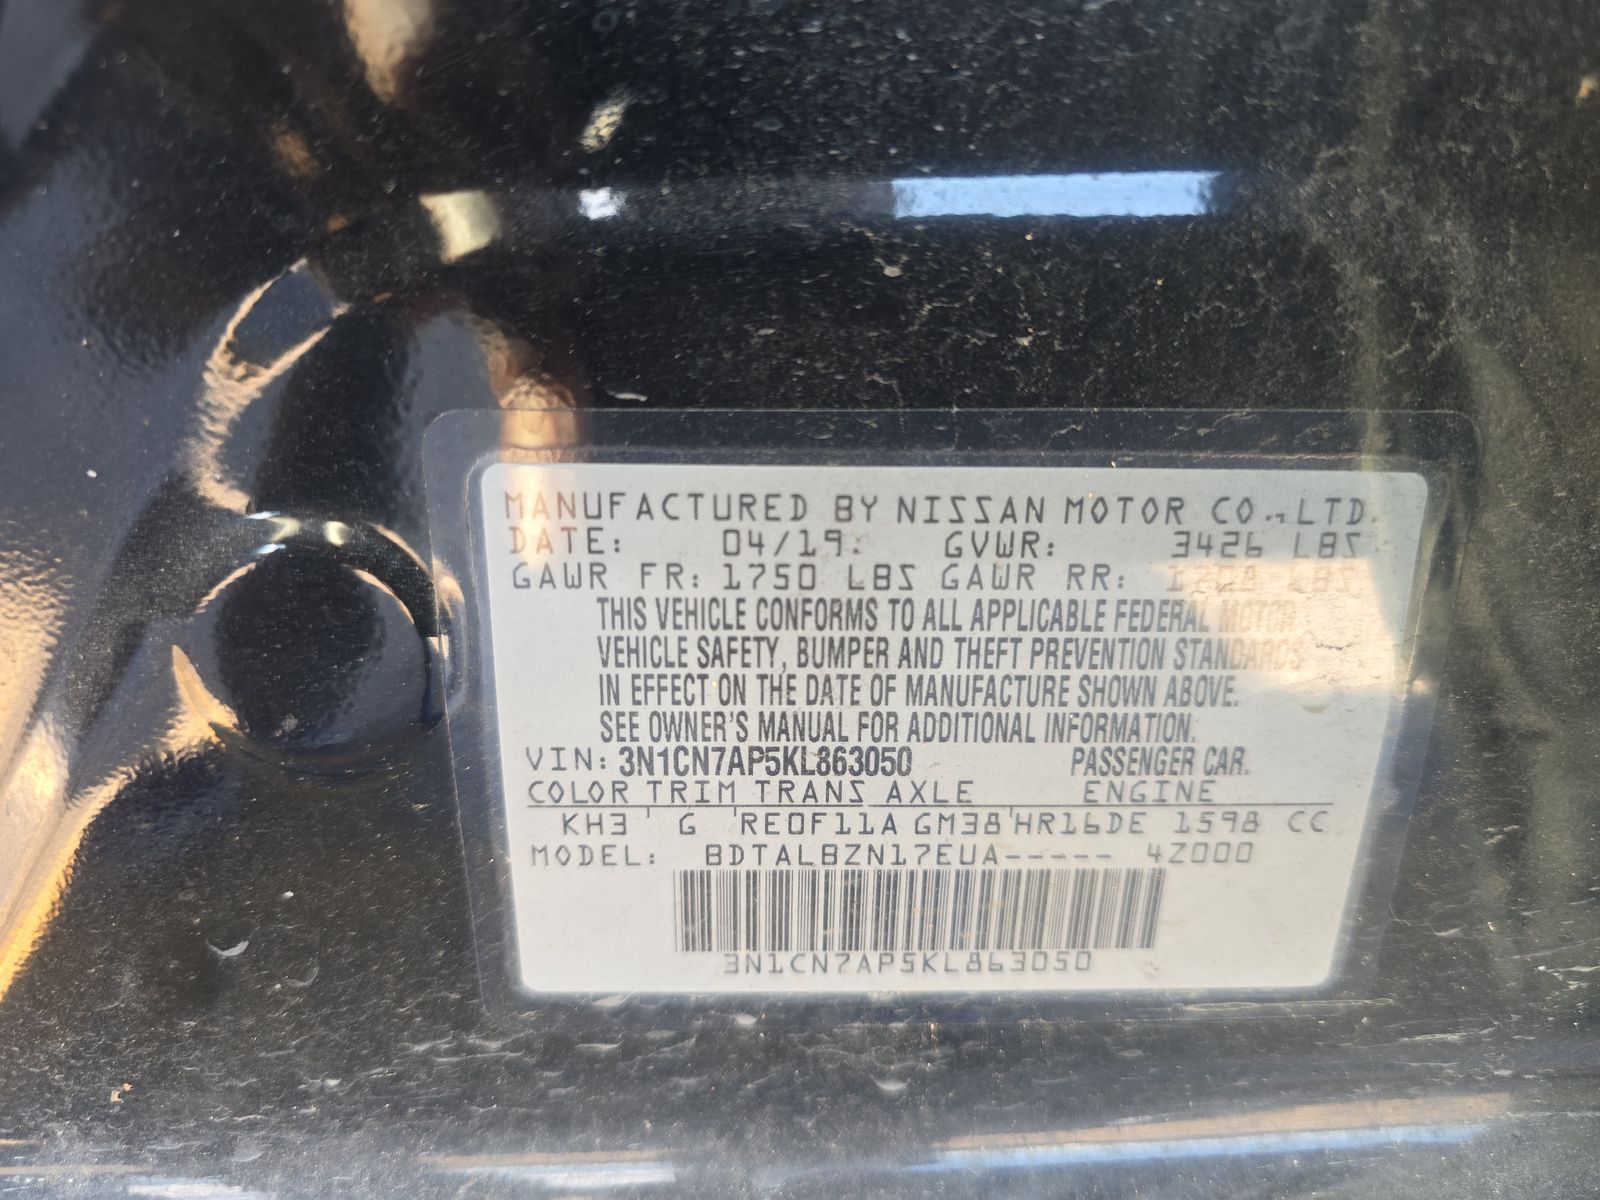 MANUFACTURED BY NISSAN MOTOR CO., LTD.
DATE: 04/19. GVWR: 3426 LBS
GAWR FR: 1750 LBS GAWR RR: LBS
THIS VEHICLE CONFORMS TO ALL APPLICABLE FEDERAL MOTOR
VEHICLE SAFETY, BUMPER AND THEFT PREVENTION STANDARDS
IN EFFECT ON THE DATE OF MANUFACTURE SHOWN ABOVE.
SEE OWNER'S MANUAL FOR ADDITIONAL INFORMATION.
VIN: 3N1CN7AP5KL863050 PASSENGER CAR.
COLOR TRIM TRANS AXLE ENGINE
KH3 ' G 'RE0F11A GM38'HR16DE 1598 CC
MODEL: BDTALBZN17EUA----- 4Z000
3N1CN7AP5KL863050